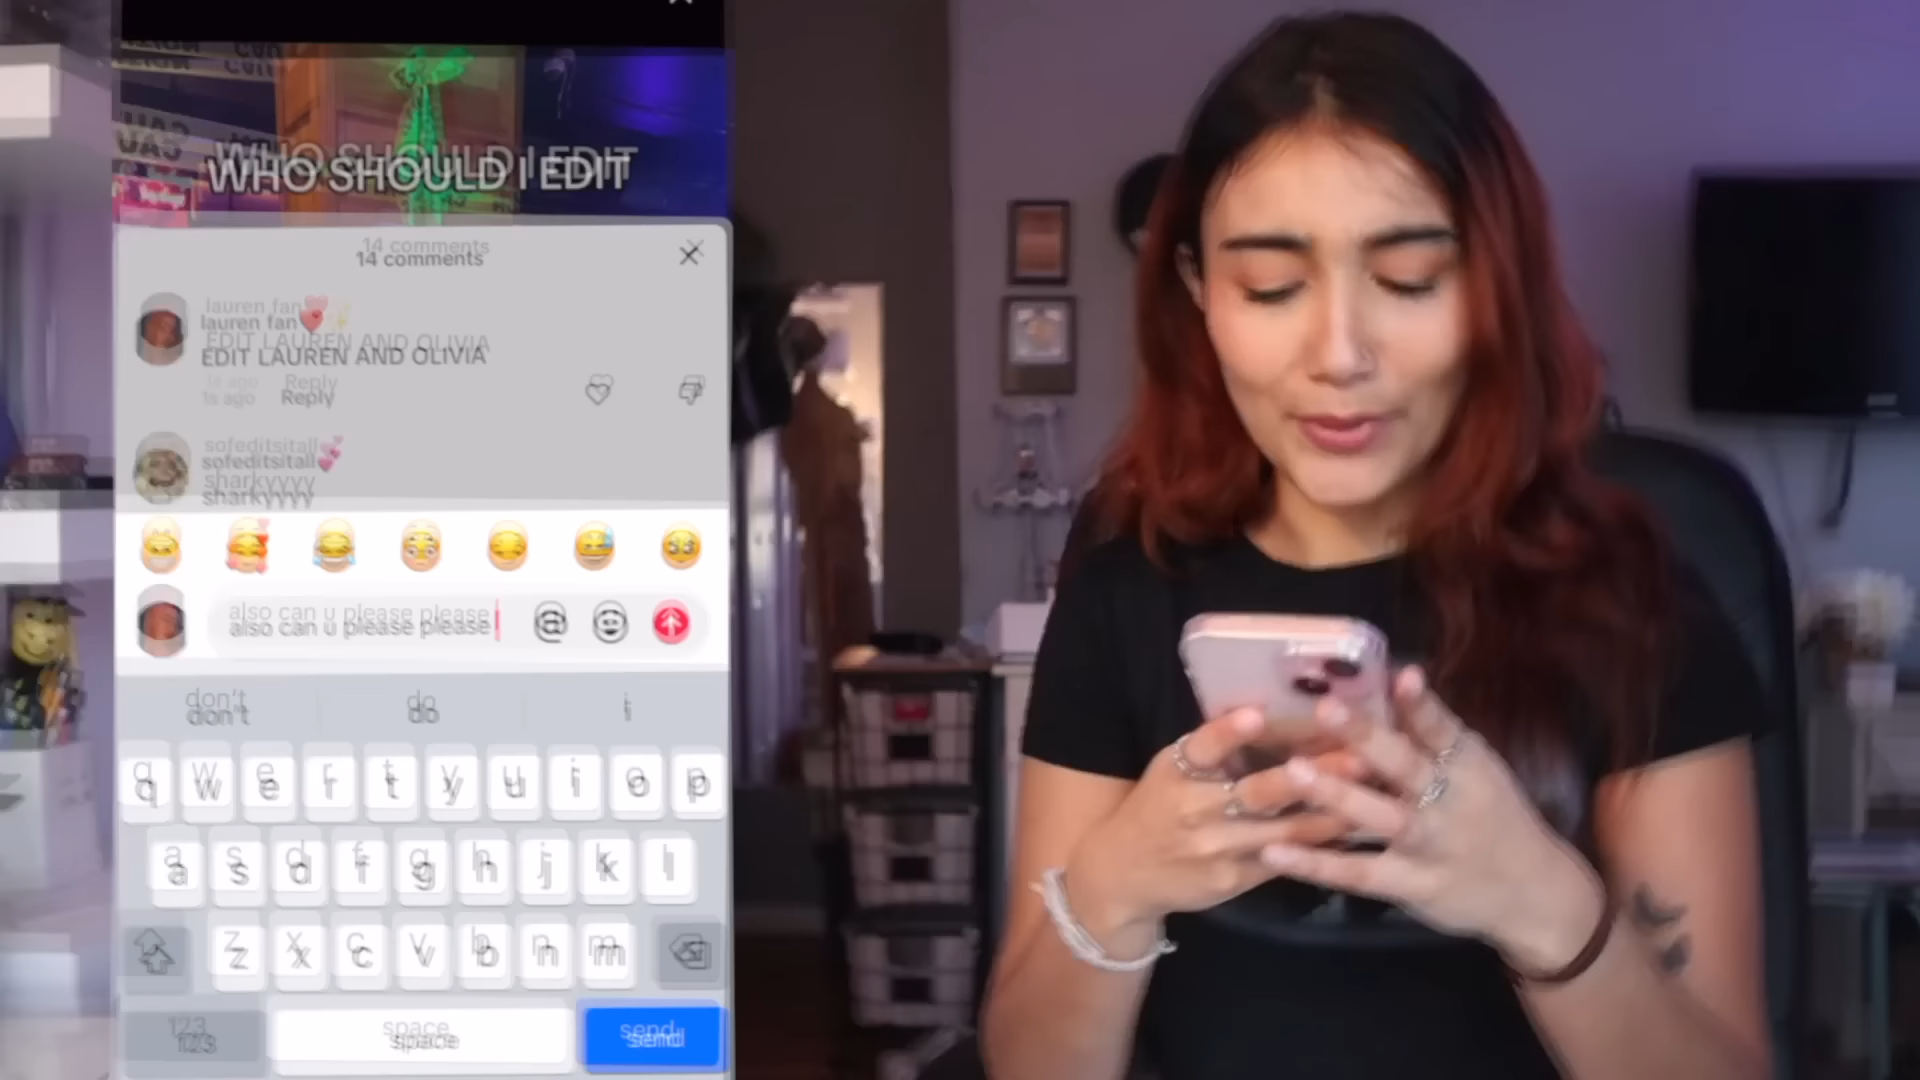 WHO SHOULD I EDIT
14 comments
lauren fan❤️✨
EDIT LAUREN AND OLIVIA
1s ago Reply
sofeditsitall💕
sharkyyyy
also can u please please
don't do i
q w e r t y u i o p
a s d f g h j k l
z x c v b n m
123 space send